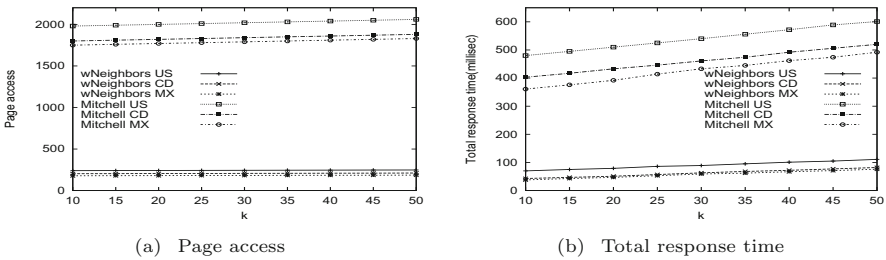 2000
1500
1000
500
0
Page access
wNeighbors US
wNeighbors CD
wNeighbors MX
Mitchell US
Mitchell CD
Mitchell MX
10 15 20 25 30 35 40 45 50
k
(a) Page access
600
500
400
300
200
100
0
Total response time(millisec)
wNeighbors US
wNeighbors CD
wNeighbors MX
Mitchell US
Mitchell CD
Mitchell MX
10 15 20 25 30 35 40 45 50
k
(b) Total response time